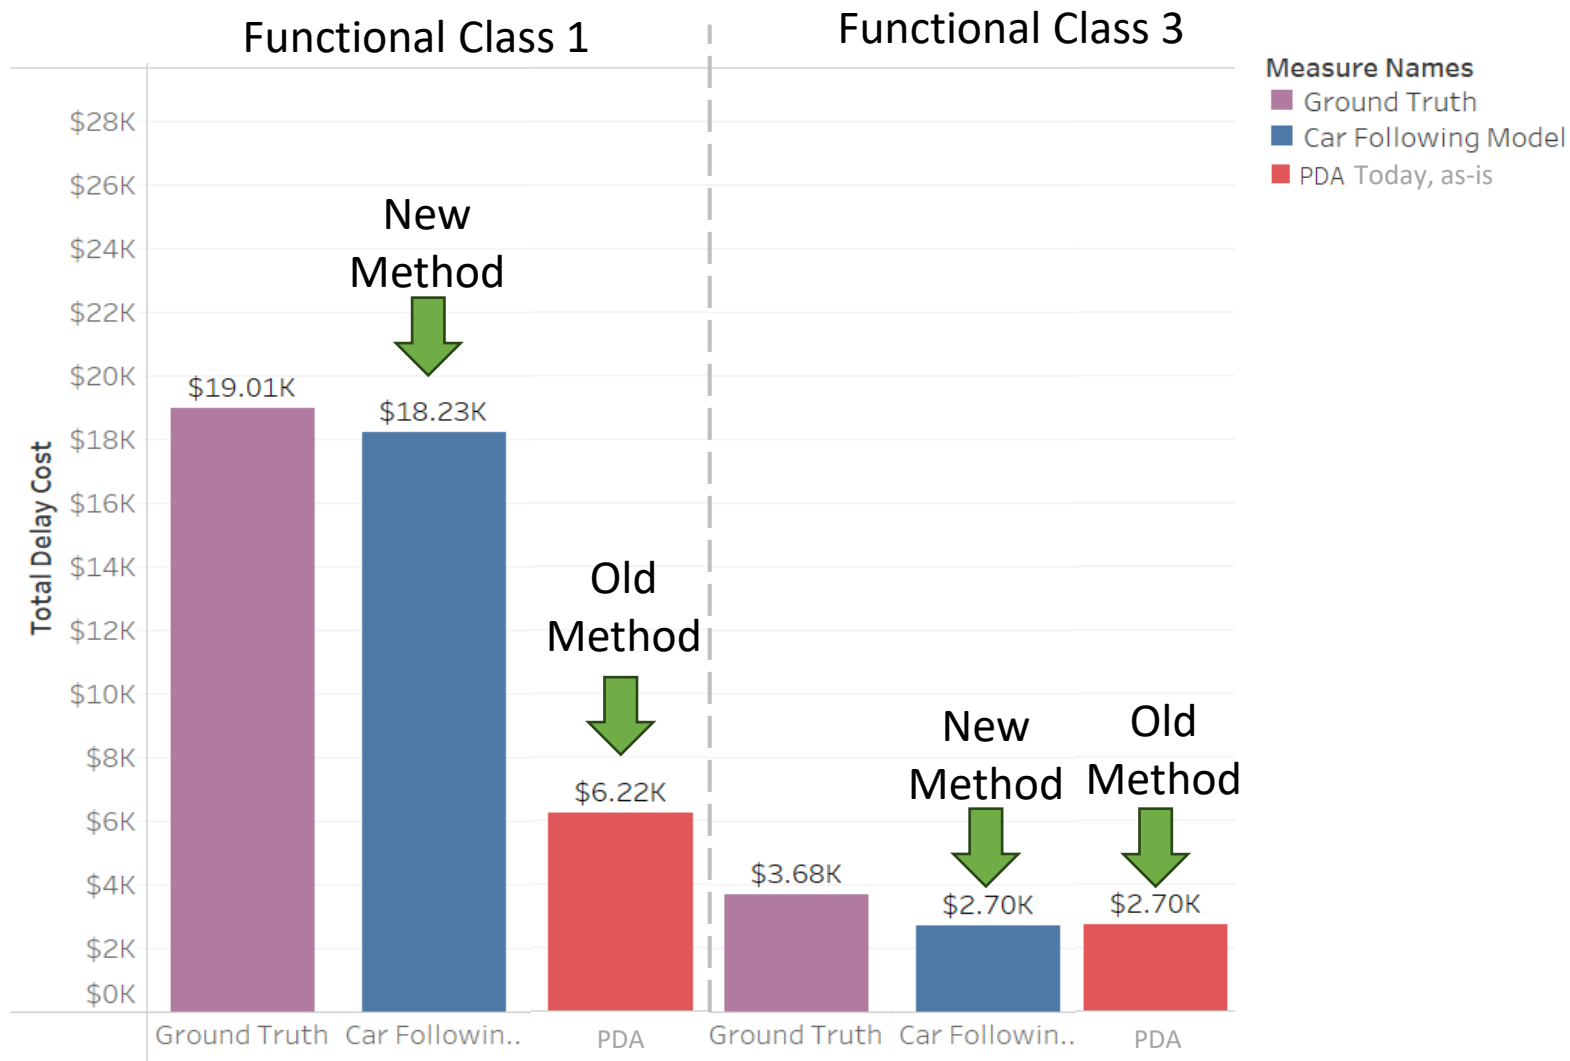 Functional Class 1
Functional Class 3
Measure Names
Ground Truth
Car Following Model
PDA Today, as-is
Total Delay Cost
$28K
$26K
$24K
$22K
$20K
$18K
$16K
$14K
$12K
$10K
$8K
$6K
$4K
$2K
$0K
New
Method
$19.01K
$18.23K
Old
Method
$6.22K
New
Method
Old
Method
$3.68K
$2.70K
$2.70K
Ground Truth
Car Followin..
PDA
Ground Truth
Car Followin..
PDA